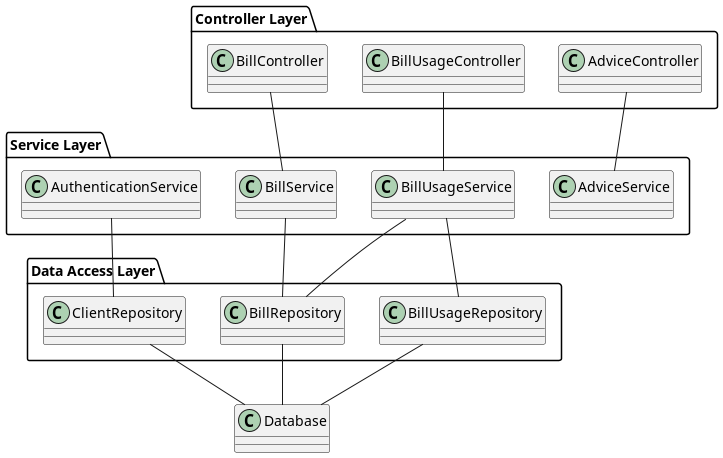 Controller Layer
C BillController
C BillUsageController
C AdviceController
Service Layer
C AuthenticationService
C BillService
C BillUsageService
C AdviceService
Data Access Layer
C ClientRepository
C BillRepository
C BillUsageRepository
C Database